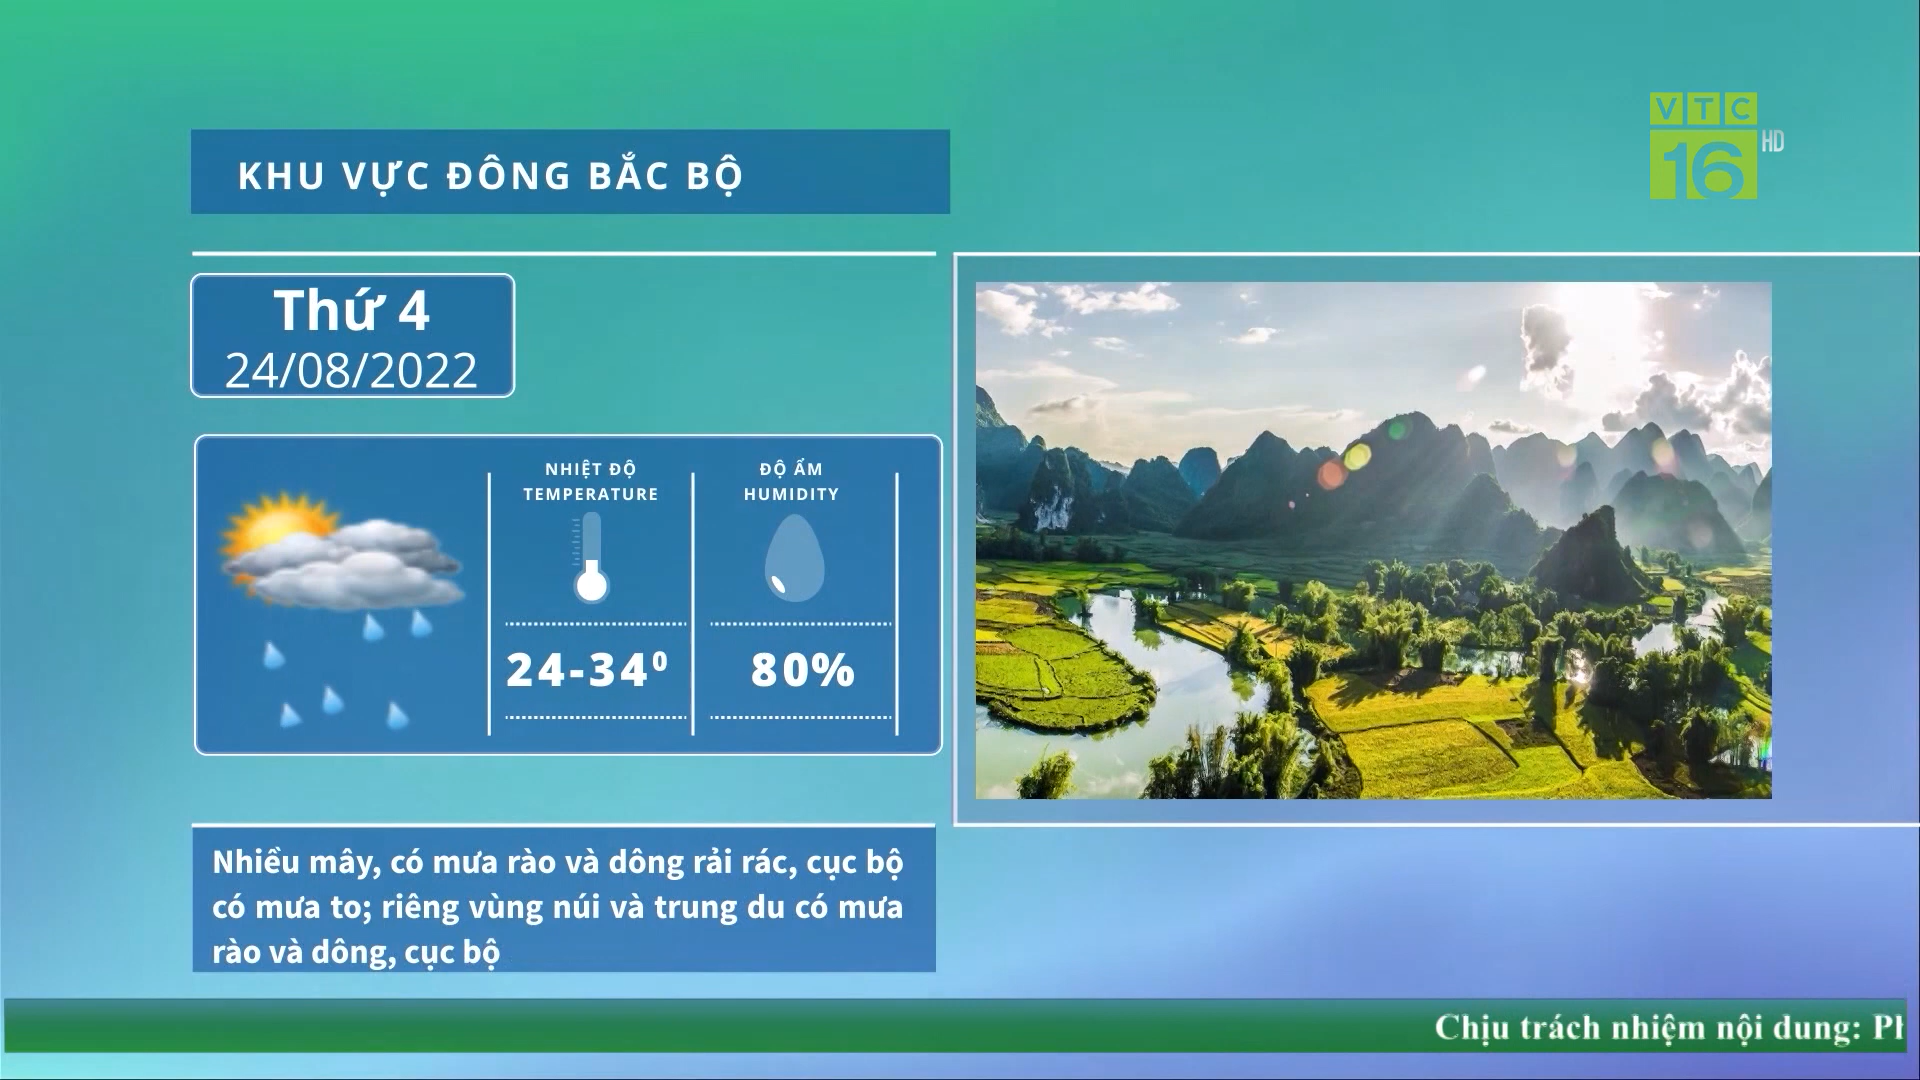 VTC
16 HD
KHU VỰC ĐÔNG BẮC BỘ
Thứ 4
24/08/2022
NHIỆT ĐỘ
TEMPERATURE
24-34⁰
ĐỘ ẨM
HUMIDITY
80%
Nhiều mây, có mưa rào và dông rải rác, cục bộ
có mưa to; riêng vùng núi và trung du có mưa
rào và dông, cục bộ
Chịu trách nhiệm nội dung: